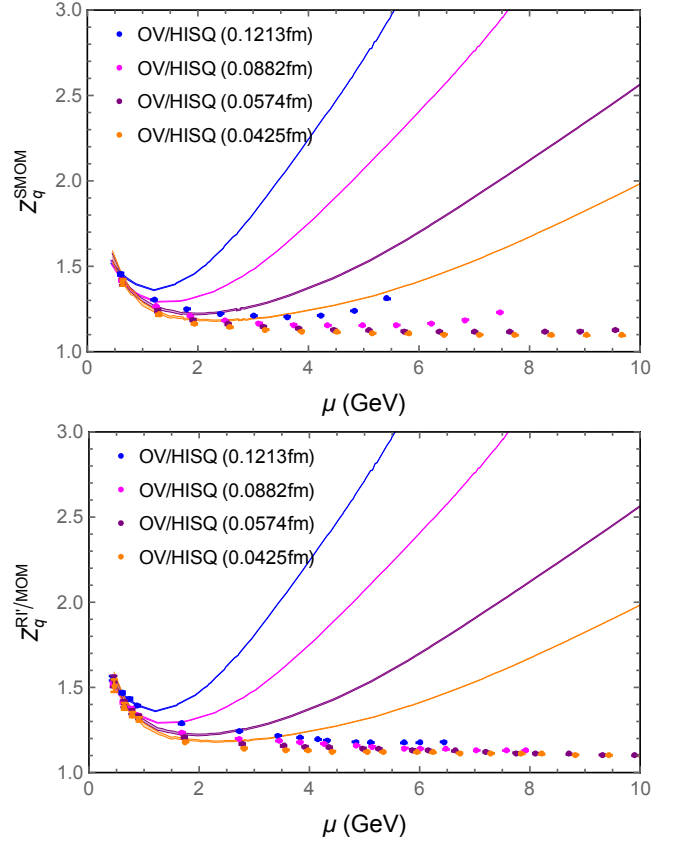 3.0
OV/HISQ (0.1213fm)
OV/HISQ (0.0882fm)
2.5
OV/HISQ (0.0574fm)
OV/HISQ (0.0425fm)
2.0
Z_q^SMOM
1.5
1.0
0 2 4 6 8 10
μ (GeV)
3.0
OV/HISQ (0.1213fm)
OV/HISQ (0.0882fm)
2.5
OV/HISQ (0.0574fm)
OV/HISQ (0.0425fm)
2.0
Z_q^RI'/MOM
1.5
1.0
0 2 4 6 8 10
μ (GeV)